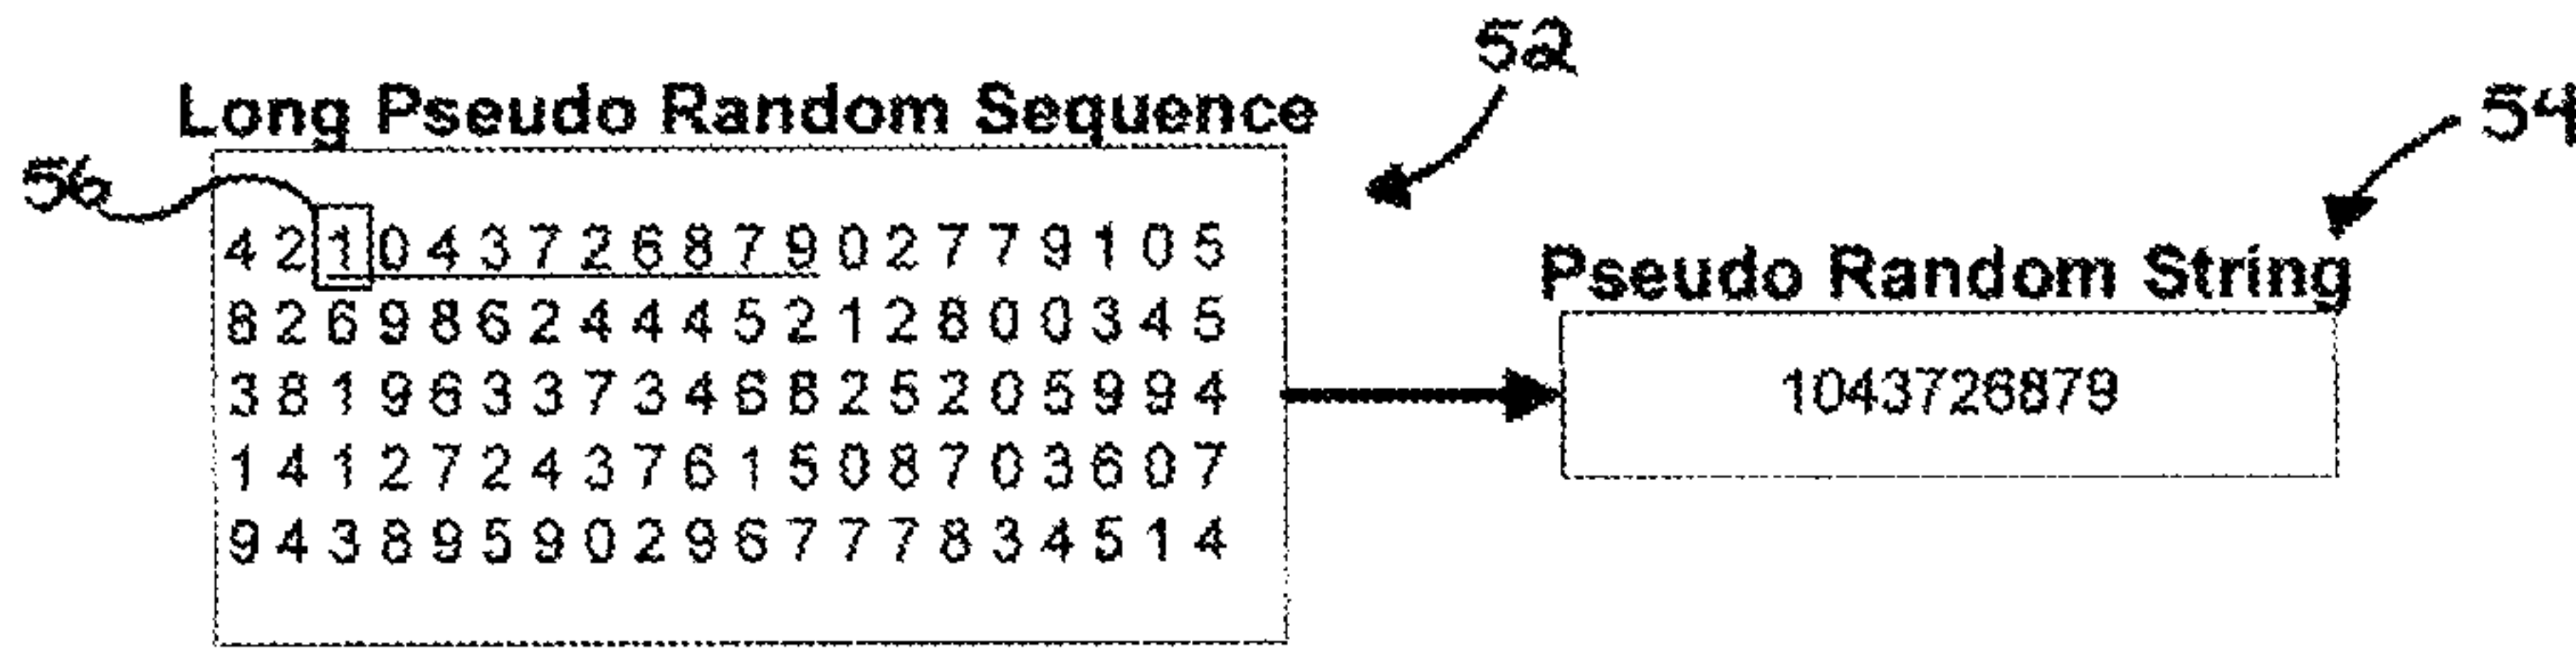 52
54
Long Pseudo Random Sequence
56
4 2 1 0 4 3 7 2 6 8 7 9 0 2 7 7 9 1 0 5
8 2 6 9 8 6 2 4 4 4 5 2 1 2 8 0 0 3 4 5
3 8 1 9 6 3 3 7 3 4 6 8 2 5 2 0 5 9 9 4
1 4 1 2 7 2 4 3 7 6 1 5 0 8 7 0 3 6 0 7
9 4 3 8 9 5 9 0 2 9 6 7 7 7 8 3 4 5 1 4
Pseudo Random String
1043726879